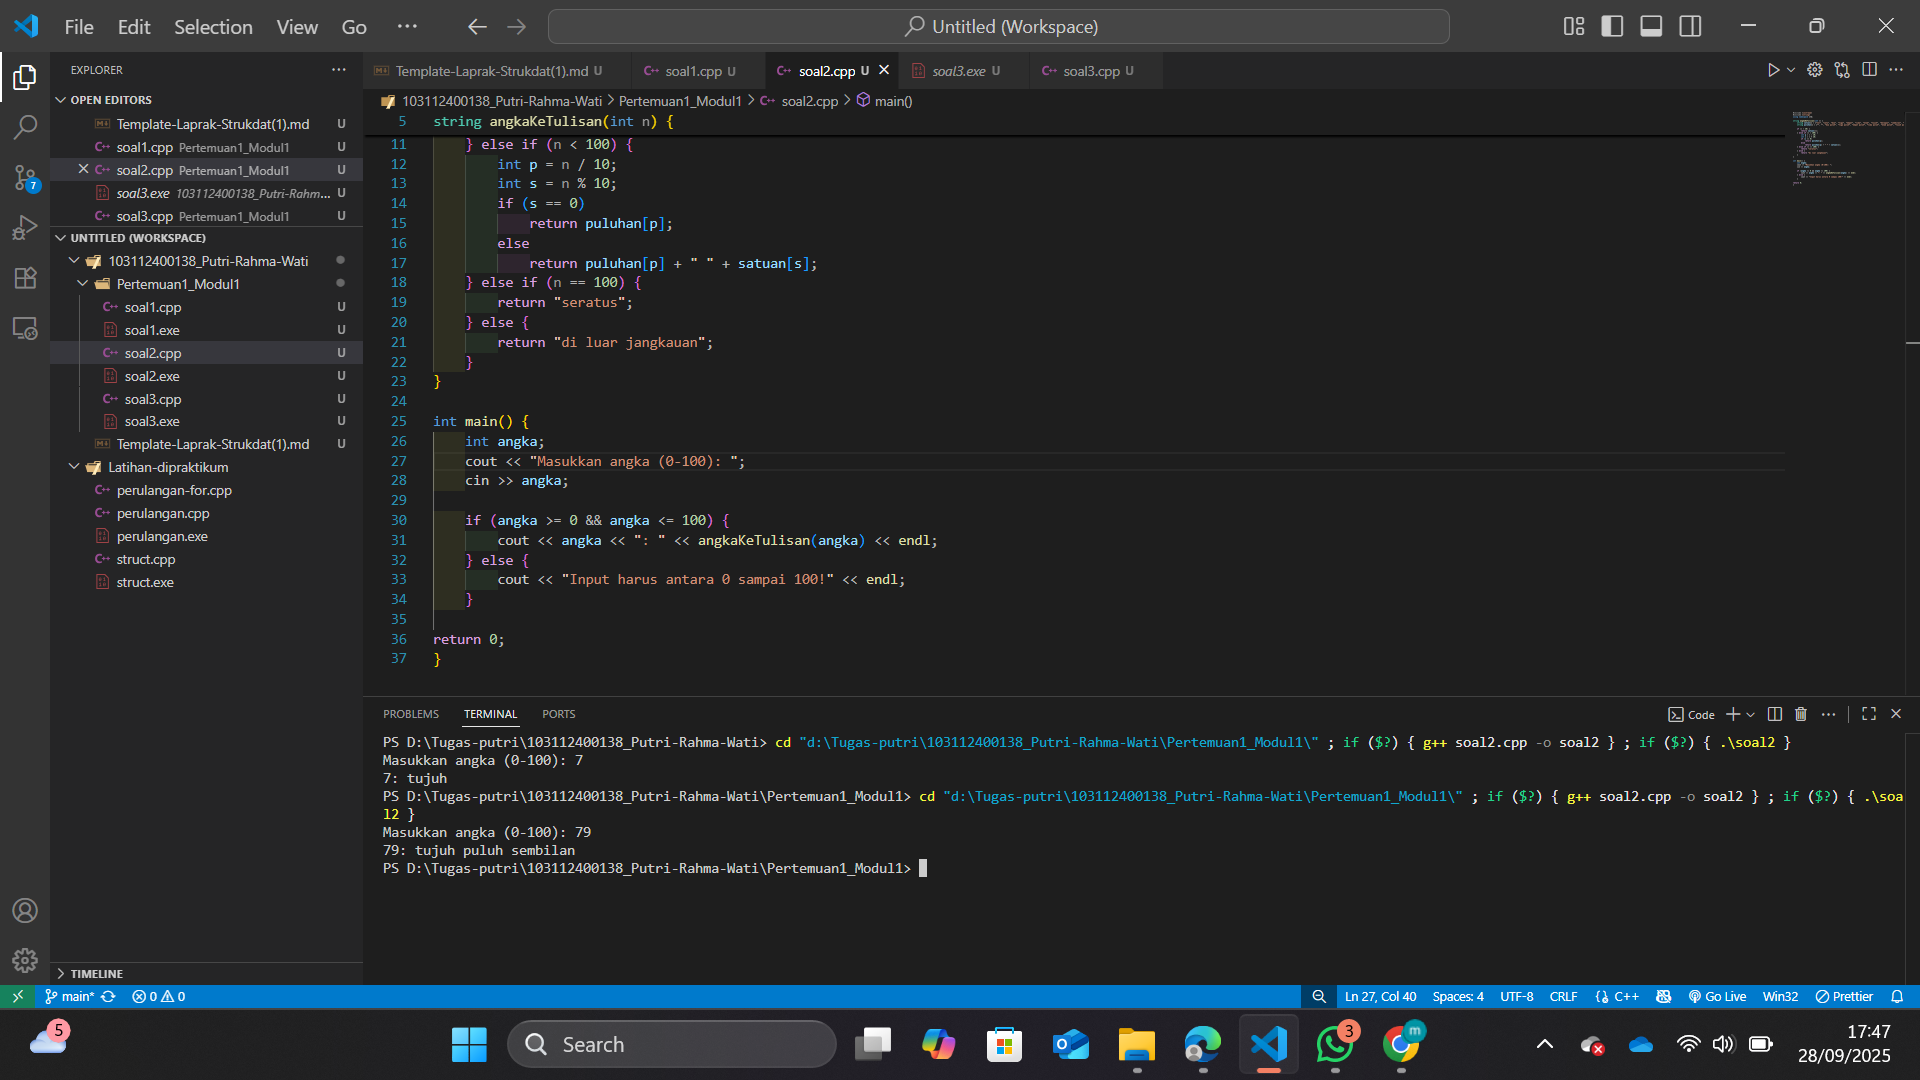 File Edit Selection View Go ···
Untitled (Workspace)
EXPLORER
OPEN EDITORS
Template-Laprak-Strukdat(1).md U
soal1.cpp Pertemuan1_Modul1 U
soal2.cpp Pertemuan1_Modul1 U
soal3.exe 103112400138_Putri-Rahm... U
soal3.cpp Pertemuan1_Modul1 U
UNTITLED (WORKSPACE)
103112400138_Putri-Rahma-Wati
Pertemuan1_Modul1
soal1.cpp U
soal1.exe U
soal2.cpp U
soal2.exe U
soal3.cpp U
soal3.exe U
Template-Laprak-Strukdat(1).md U
Latihan-dipraktikum
perulangan-for.cpp
perulangan.cpp
perulangan.exe
struct.cpp
struct.exe
TIMELINE
7
Template-Laprak-Strukdat(1).md U soal1.cpp U soal2.cpp U soal3.exe U soal3.cpp U
103112400138_Putri-Rahma-Wati > Pertemuan1_Modul1 > soal2.cpp > main()
5 string angkaKeTulisan(int n) {
11 } else if (n < 100) {
12 int p = n / 10;
13 int s = n % 10;
14 if (s == 0)
15 return puluhan[p];
16 else
17 return puluhan[p] + " " + satuan[s];
18 } else if (n == 100) {
19 return "seratus";
20 } else {
21 return "di luar jangkauan";
22 }
23 }
24
25 int main() {
26 int angka;
27 cout << "Masukkan angka (0-100): ";
28 cin >> angka;
29
30 if (angka >= 0 && angka <= 100) {
31 cout << angka << ": " << angkaKeTulisan(angka) << endl;
32 } else {
33 cout << "Input harus antara 0 sampai 100!" << endl;
34 }
35
36 return 0;
37 }
PROBLEMS TERMINAL PORTS
Code
PS D:\Tugas-putri\103112400138_Putri-Rahma-Wati> cd "d:\Tugas-putri\103112400138_Putri-Rahma-Wati\Pertemuan1_Modul1\" ; if ($?) { g++ soal2.cpp -o soal2 } ; if ($?) { .\soal2 }
Masukkan angka (0-100): 7
7: tujuh
PS D:\Tugas-putri\103112400138_Putri-Rahma-Wati\Pertemuan1_Modul1> cd "d:\Tugas-putri\103112400138_Putri-Rahma-Wati\Pertemuan1_Modul1\" ; if ($?) { g++ soal2.cpp -o soal2 } ; if ($?) { .\soa
l2 }
Masukkan angka (0-100): 79
79: tujuh puluh sembilan
PS D:\Tugas-putri\103112400138_Putri-Rahma-Wati\Pertemuan1_Modul1>
main* 0 0 Ln 27, Col 40 Spaces: 4 UTF-8 CRLF {} C++ Go Live Win32 Prettier
5
Search
3
m
17:47
28/09/2025